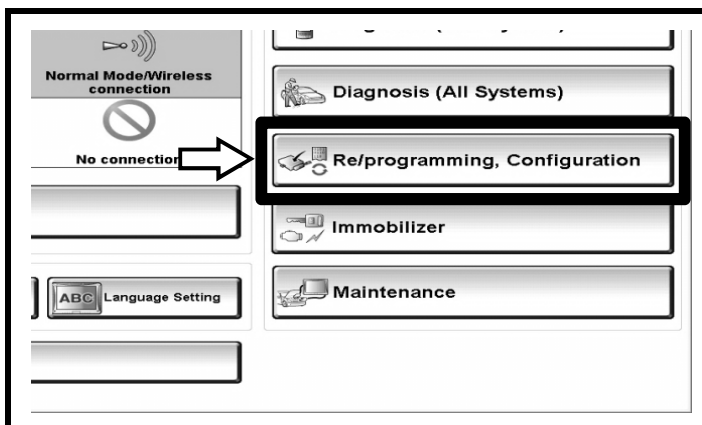 Normal Mode/Wireless
connection
No connection
Diagnosis (All Systems)
Re/programming, Configuration
Immobilizer
Maintenance
ABC
Language Setting